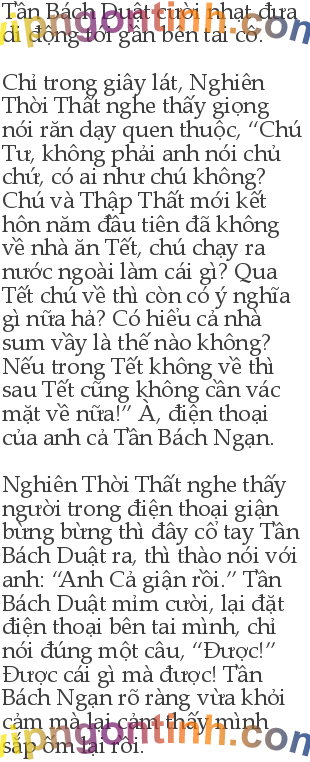 Tần Bách Duật cười nhạt đưa
di động tới gần bên tai cô.
Chỉ trong giây lát, Nghiên
Thời Thất nghe thấy giọng
nói răn dạy quen thuộc, “Chú
Tư, không phải anh nói chủ
chứ, có ai như chú không?
Chú và Thập Thất mới kết
hôn năm đầu tiên đã không
về nhà ăn Tết, chú chạy ra
nước ngoài làm cái gì? Qua
Tết chú về thì còn có ý nghĩa
gì nữa hả? Có hiểu cả nhà
sum vầy là thế nào không?
Nếu trong Tết không về thì
sau Tết cũng không cần vác
mặt về nữa!” À, điện thoại
của anh cả Tần Bách Ngạn.
Nghiên Thời Thất nghe thấy
người trong điện thoại giận
bừng bừng thì đẩy cổ tay Tần
Bách Duật ra, thì thào nói với
anh: “Anh Cả giận rồi.” Tần
Bách Duật mỉm cười, lại đặt
điện thoại bên tai mình, chỉ
nói đúng một câu, “Được!”
Được cái gì mà được! Tần
Bách Ngạn rõ ràng vừa khỏi
cảm mà lại cảm thấy mình
sắp ốm lại rồi.
vipngontinh.com
vipngontinh.com